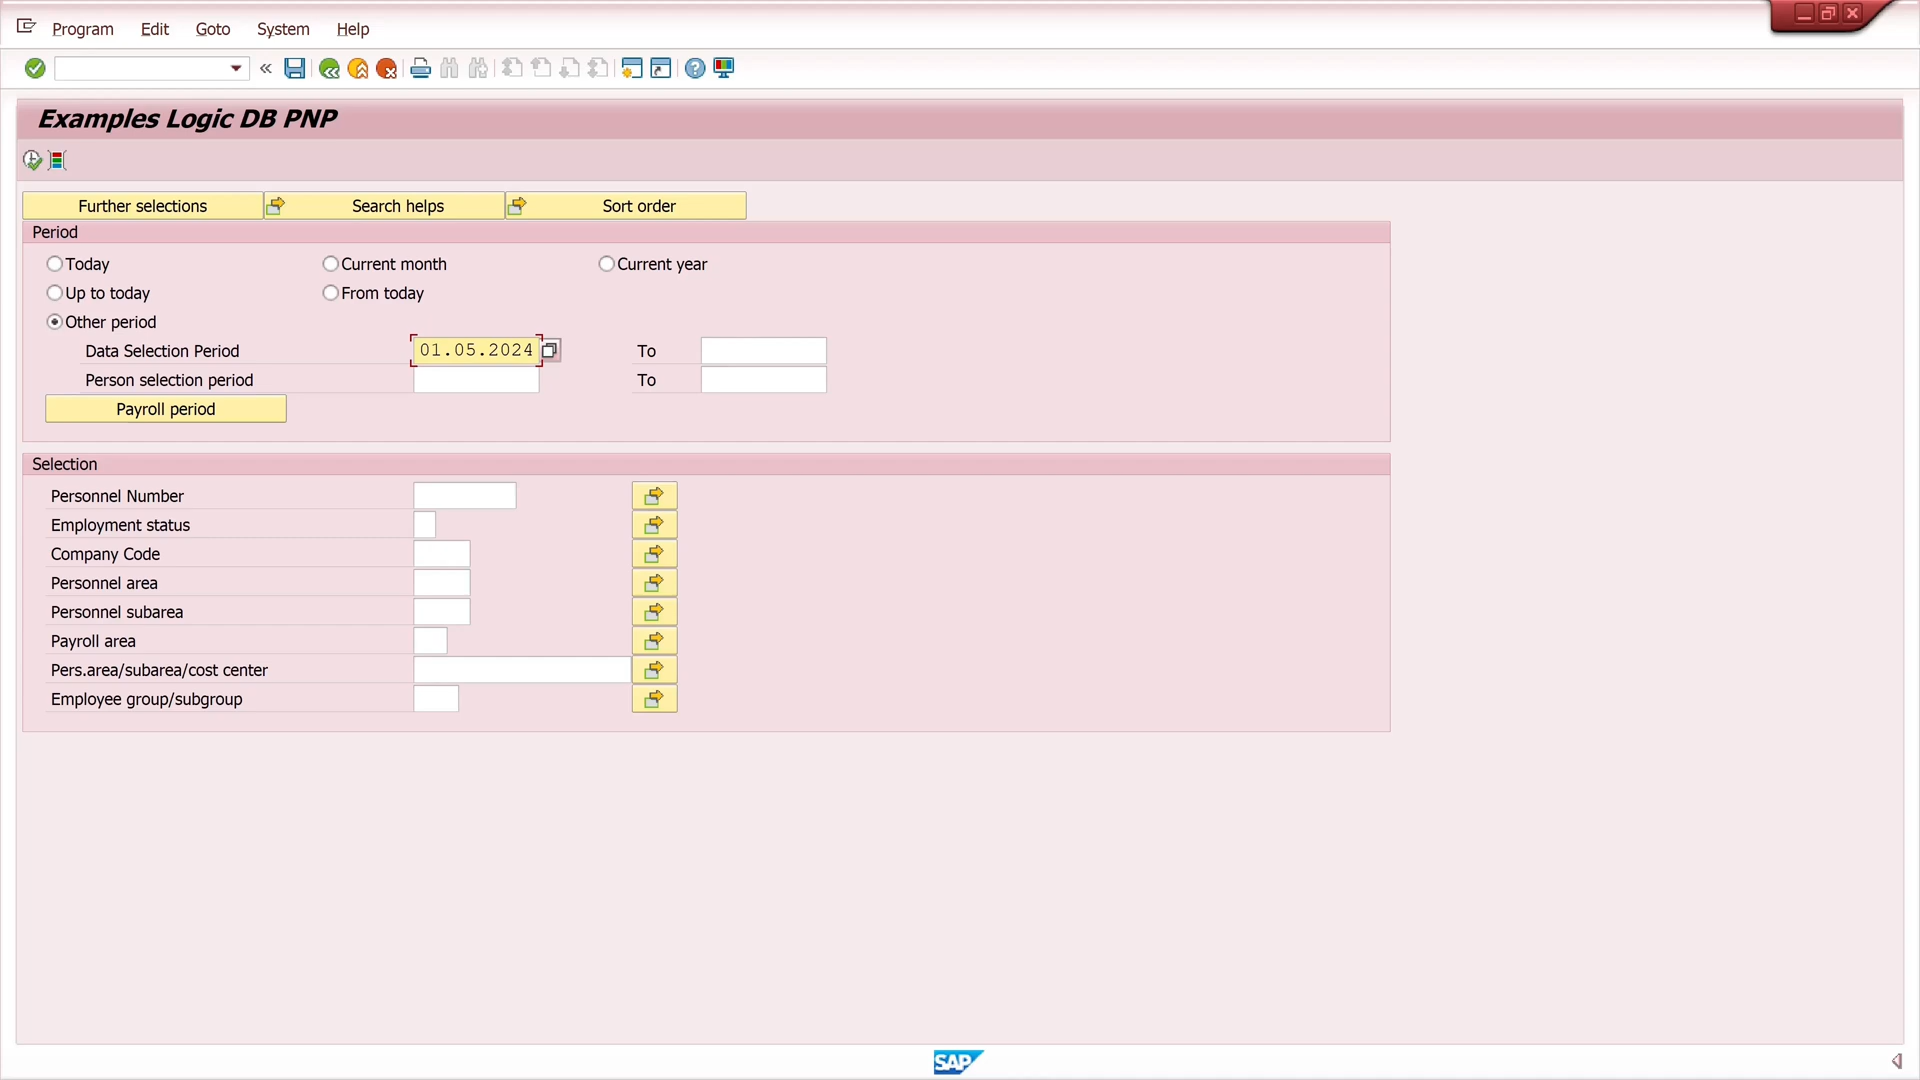 Program Edit Goto System Help
Examples Logic DB PNP
Further selections Search helps Sort order
Period
Today Current month Current year
Up to today From today
Other period
Data Selection Period 01.05.2024 To
Person selection period To
Payroll period
Selection
Personnel Number
Employment status
Company Code
Personnel area
Personnel subarea
Payroll area
Pers.area/subarea/cost center
Employee group/subgroup
SAP